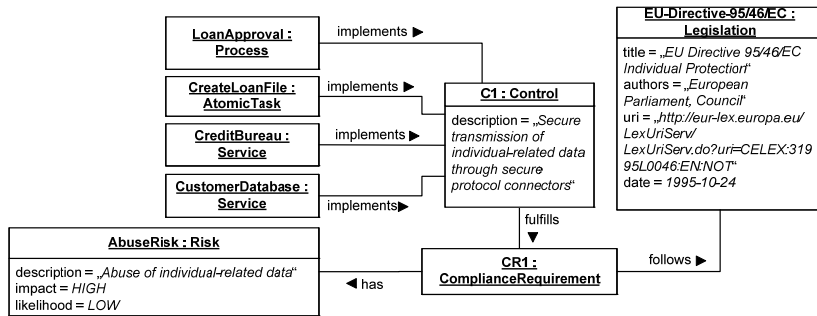 LoanApproval :
Process
implements ▶
CreateLoanFile :
AtomicTask
implements ▶
CreditBureau :
Service
implements ▶
CustomerDatabase :
Service
implements▶
C1 : Control
description = „Secure
transmission of
individual-related data
through secure
protocol connectors“
EU-Directive-95/46/EC :
Legislation
title = „EU Directive 95/46/EC
Individual Protection“
authors = „European
Parliament, Council“
uri = „http://eur-lex.europa.eu/
LexUriServ/
LexUriServ.do?uri=CELEX:319
95L0046:EN:NOT“
date = 1995-10-24
fulfills
▼
AbuseRisk : Risk
description = „Abuse of individual-related data“
impact = HIGH
likelihood = LOW
◀ has
CR1 :
ComplianceRequirement
follows ▶